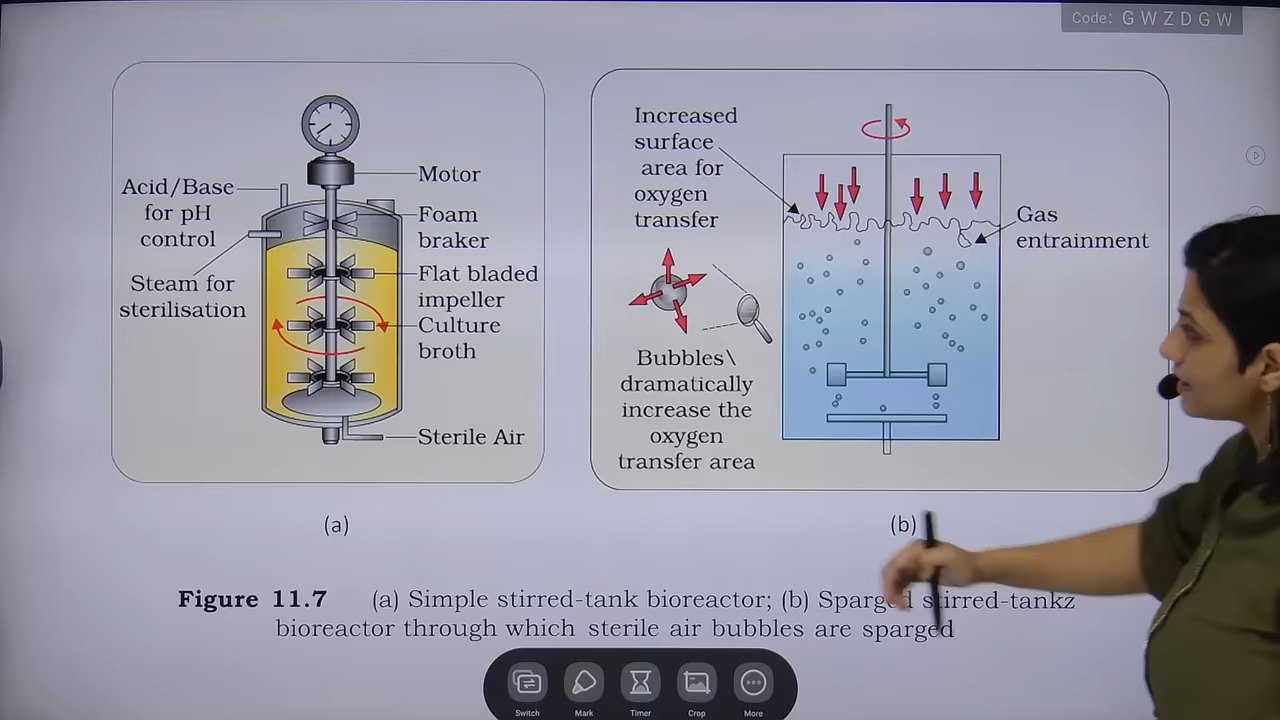 Code: G W Z D G W
Acid/Base
for pH
control
Steam for
sterilisation
Motor
Foam
braker
Flat bladed
impeller
Culture
broth
Sterile Air
(a)
Increased
surface
area for
oxygen
transfer
Gas
entrainment
Bubbles\
dramatically
increase the
oxygen
transfer area
(b)
Figure 11.7 (a) Simple stirred-tank bioreactor; (b) Sparged stirred-tankz
bioreactor through which sterile air bubbles are sparged
Switch
Mark
Timer
Crop
More